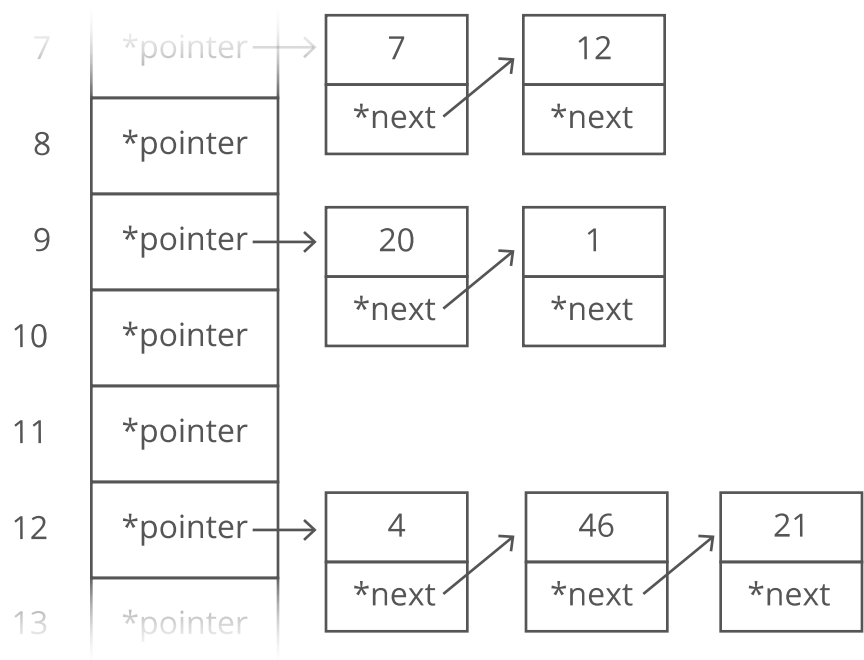 7 *pointer 7 12
*next *next
8 *pointer
9 *pointer 20 1
*next *next
10 *pointer
11 *pointer
12 *pointer 4 46 21
*next *next *next
13 *pointer